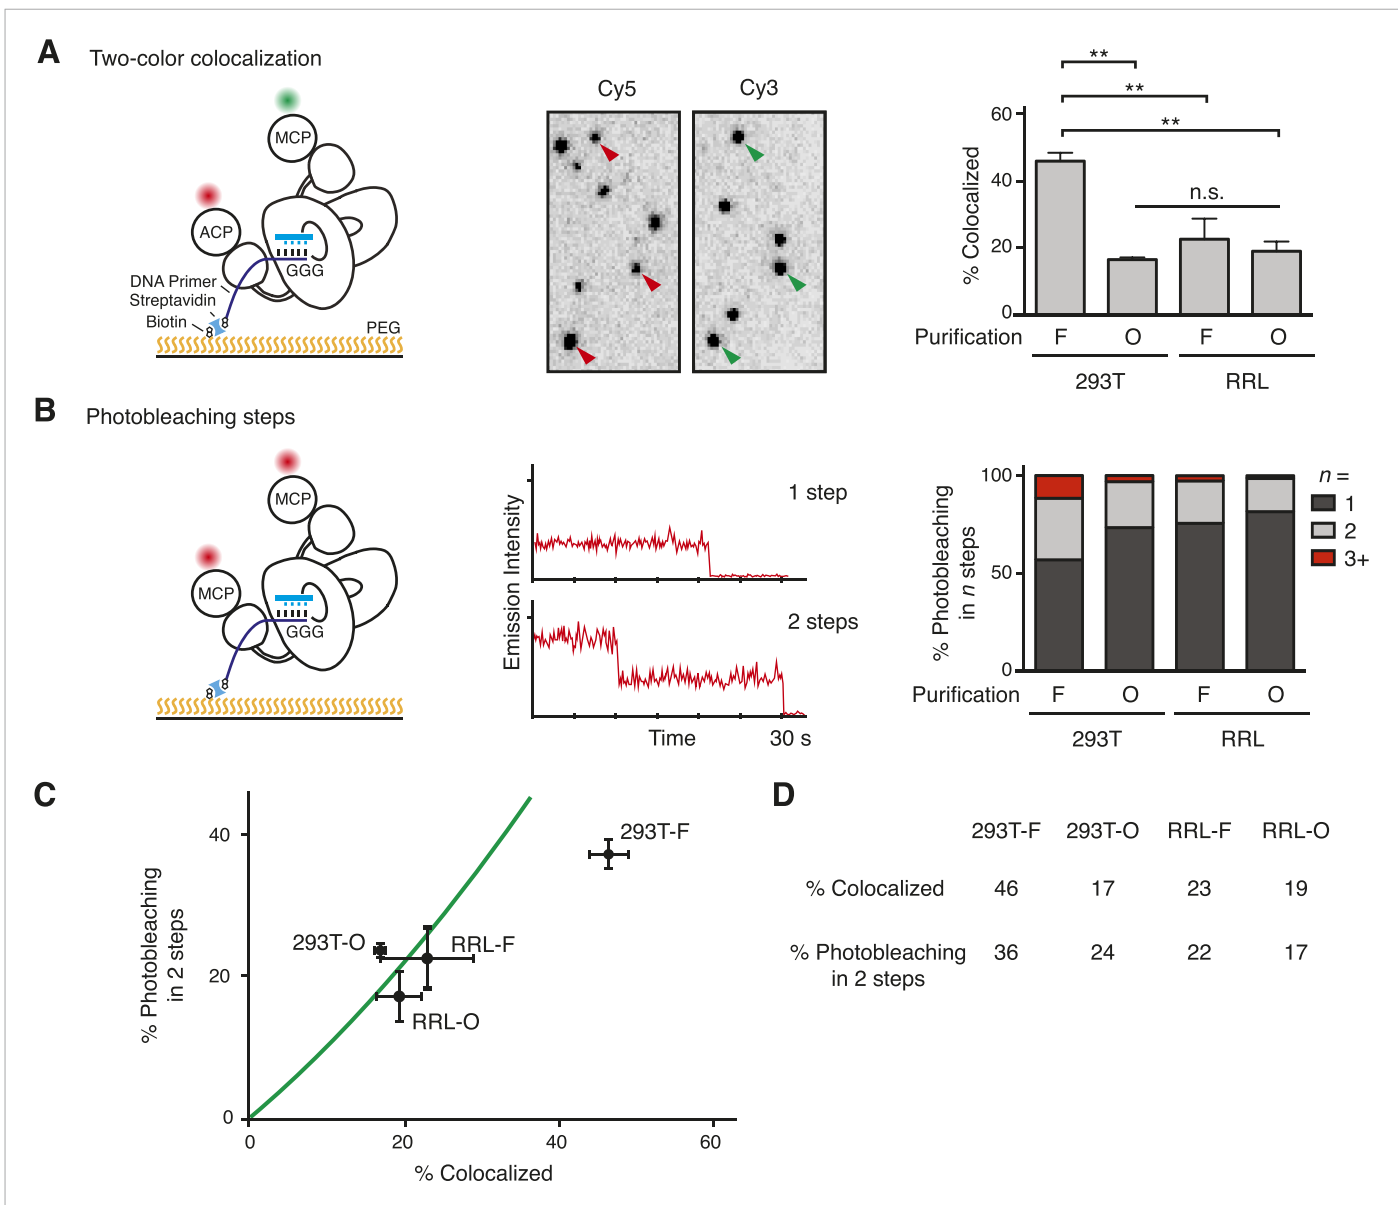 A Two-color colocalization
MCP
ACP
GGG
DNA Primer
Streptavidin
Biotin
PEG
Cy5 Cy3
**
**
**
n.s.
% Colocalized
60
40
20
0
Purification F O F O
293T RRL
B Photobleaching steps
MCP
MCP
GGG
Emission Intensity
1 step
2 steps
Time 30 s
% Photobleaching
in n steps
100
50
0
n =
1
2
3+
Purification F O F O
293T RRL
C
% Photobleaching
in 2 steps
40
20
0
293T-F
293T-O
RRL-F
RRL-O
0 20 40 60
% Colocalized
D
293T-F 293T-O RRL-F RRL-O
% Colocalized 46 17 23 19
% Photobleaching 36 24 22 17
in 2 steps